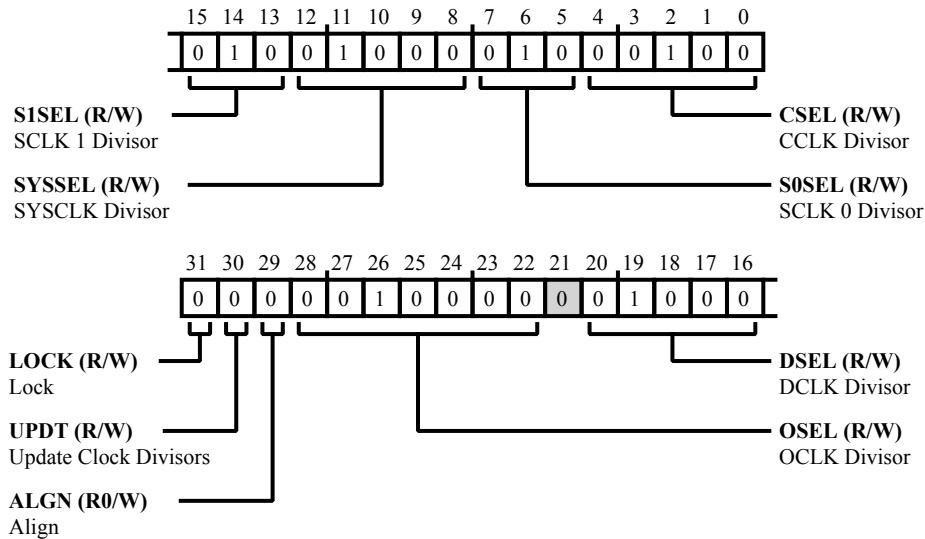 15 14 13 12 11 10 9 8 7 6 5 4 3 2 1 0
0 1 0 0 1 0 0 0 0 1 0 0 0 1 0 0
S1SEL (R/W)
SCLK 1 Divisor
CSEL (R/W)
CCLK Divisor
SYSSEL (R/W)
SYSCLK Divisor
S0SEL (R/W)
SCLK 0 Divisor
31 30 29 28 27 26 25 24 23 22 21 20 19 18 17 16
0 0 0 0 0 1 0 0 0 0 0 0 1 0 0 0
LOCK (R/W)
Lock
DSEL (R/W)
DCLK Divisor
UPDT (R/W)
Update Clock Divisors
OSEL (R/W)
OCLK Divisor
ALGN (R0/W)
Align